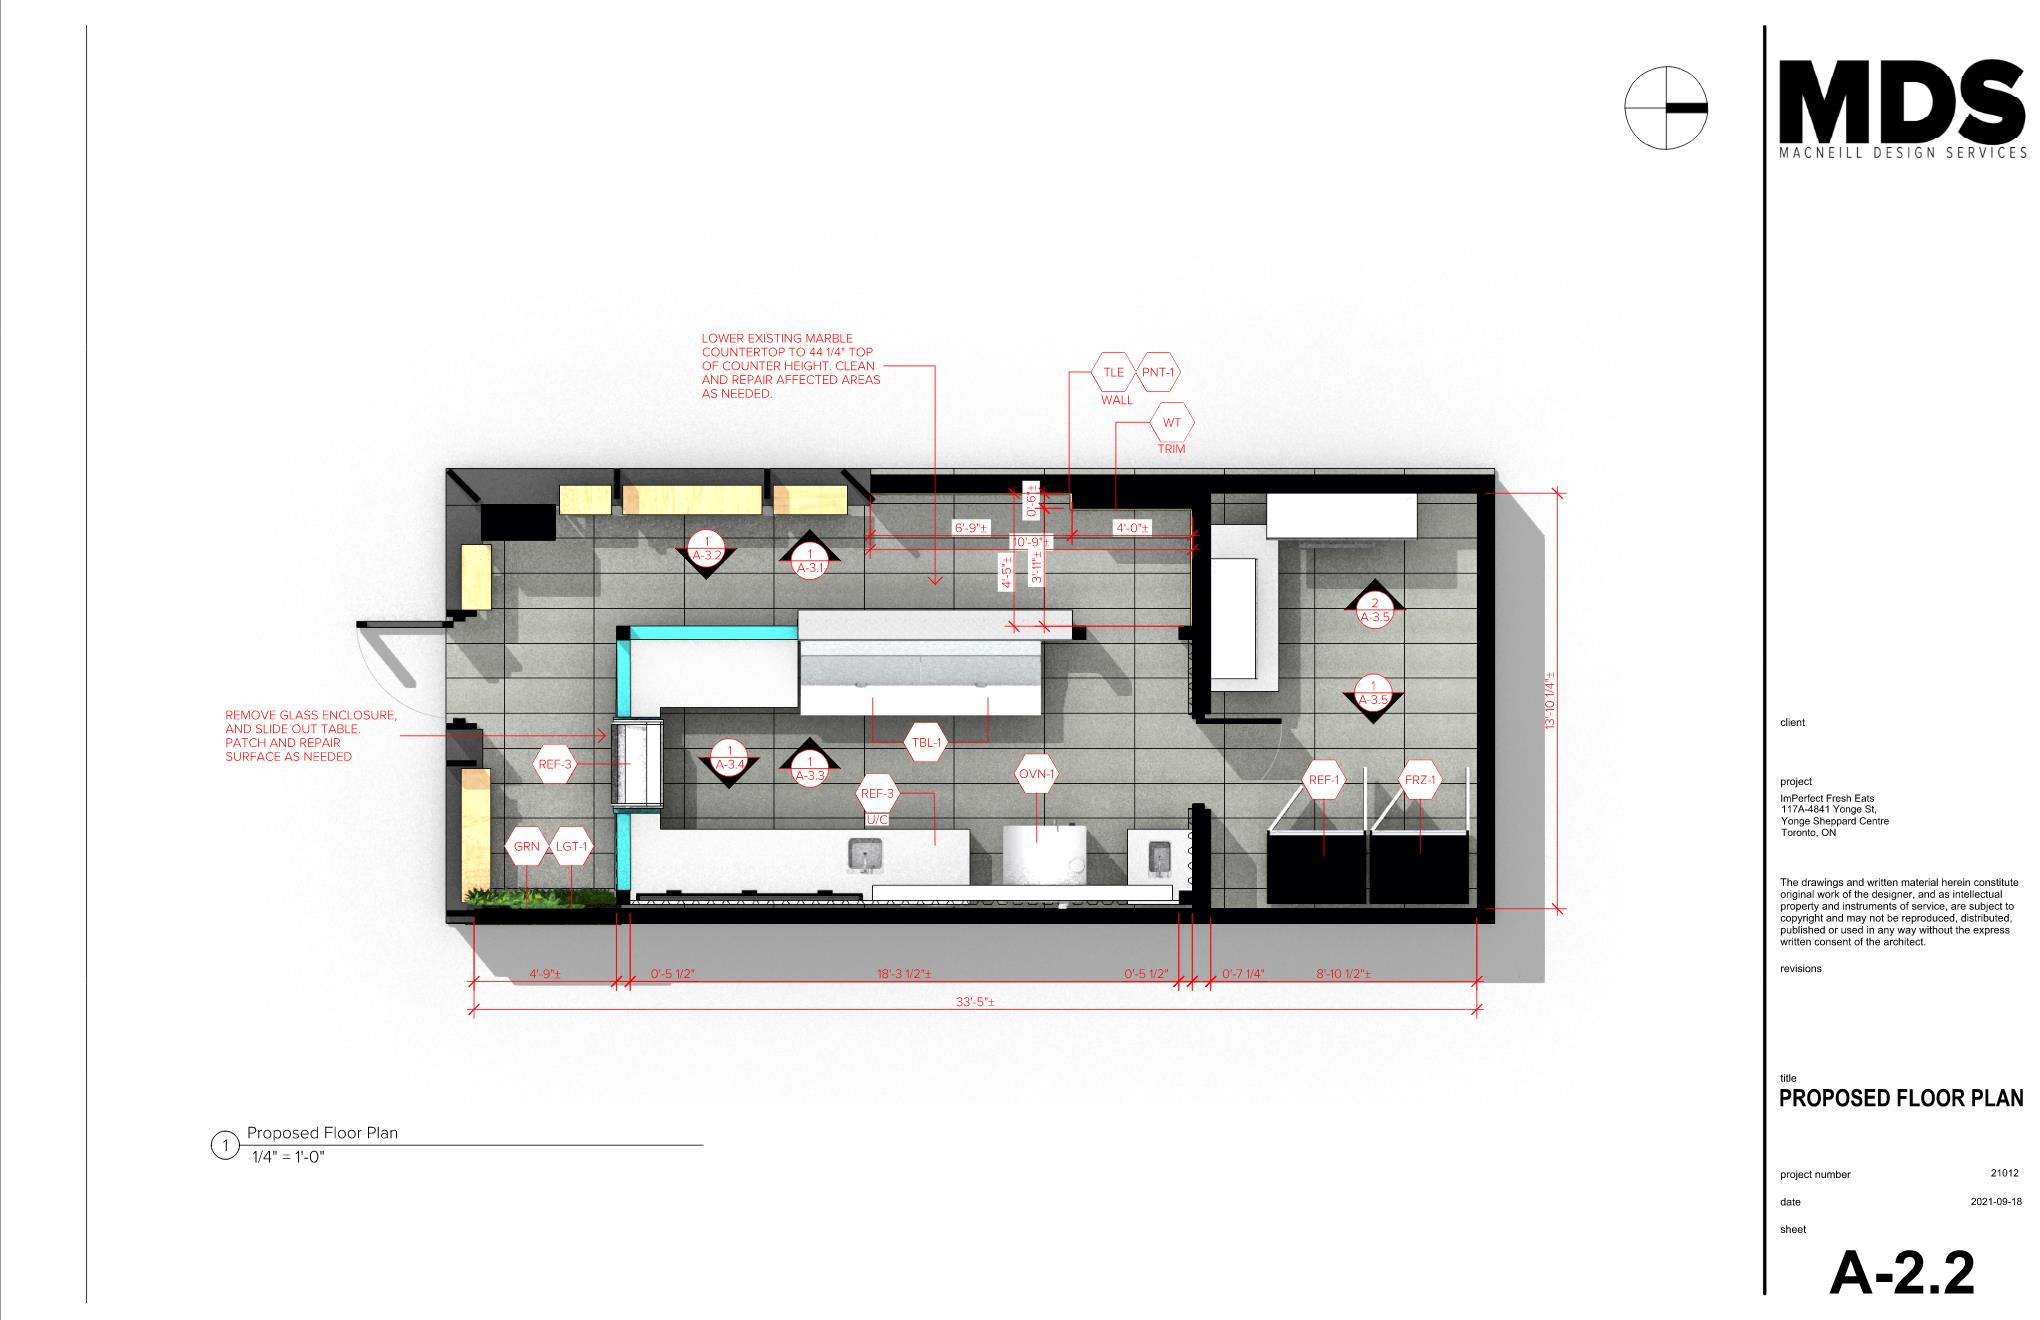 MDS
MACNEILL DESIGN SERVICES
LOWER EXISTING MARBLE
COUNTERTOP TO 44 1/4" TOP
OF COUNTER HEIGHT. CLEAN
AND REPAIR AFFECTED AREAS
AS NEEDED.
TLE
PNT-1
WALL
WT
TRIM
0'-6"±
6'-9"±
4'-0"±
10'-9"±
4'-5"±
3'-11"±
1
A-3.2
1
A-3.1
2
A-3.5
1
A-3.5
13'-10 1/4"±
REMOVE GLASS ENCLOSURE,
AND SLIDE OUT TABLE.
PATCH AND REPAIR
SURFACE AS NEEDED
REF-3
TBL-1
1
A-3.4
1
A-3.3
OVN-1
REF-3
U/C
REF-1
FRZ-1
GRN
LGT-1
4'-9"±
0'-5 1/2"
18'-3 1/2"±
0'-5 1/2"
0'-7 1/4"
8'-10 1/2"±
33'-5"±
1
Proposed Floor Plan
1/4" = 1'-0"
client
project
ImPerfect Fresh Eats
117A-4841 Yonge St,
Yonge Sheppard Centre
Toronto, ON
The drawings and written material herein constitute
original work of the designer, and as intellectual
property and instruments of service, are subject to
copyright and may not be reproduced, distributed,
published or used in any way without the express
written consent of the architect.
revisions
title
PROPOSED FLOOR PLAN
project number 21012
date 2021-09-18
sheet
A-2.2